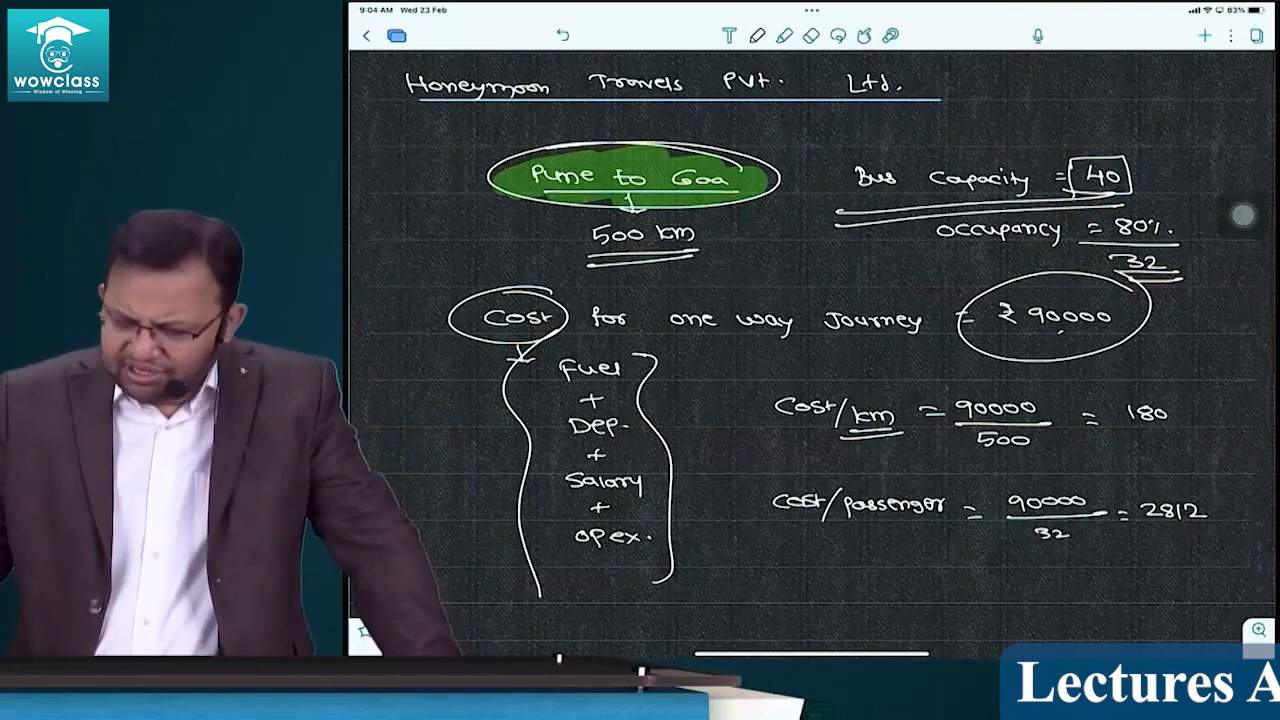 9:04 AM Wed 23 Feb
83%
wowclass
Wisdom of Winning
T
Honeymoon Travels Pvt. Ltd.
Pune to Goa
500 km
Bus Capacity = 40
Occupancy = 80%.
32
Cost for one way Journey = ₹ 90000
Fuel
+
Dep.
+
Salary
+
opex.
Cost/km = 90000/500 = 180
Cost/passenger = 90000/32 = 2812
Lectures A